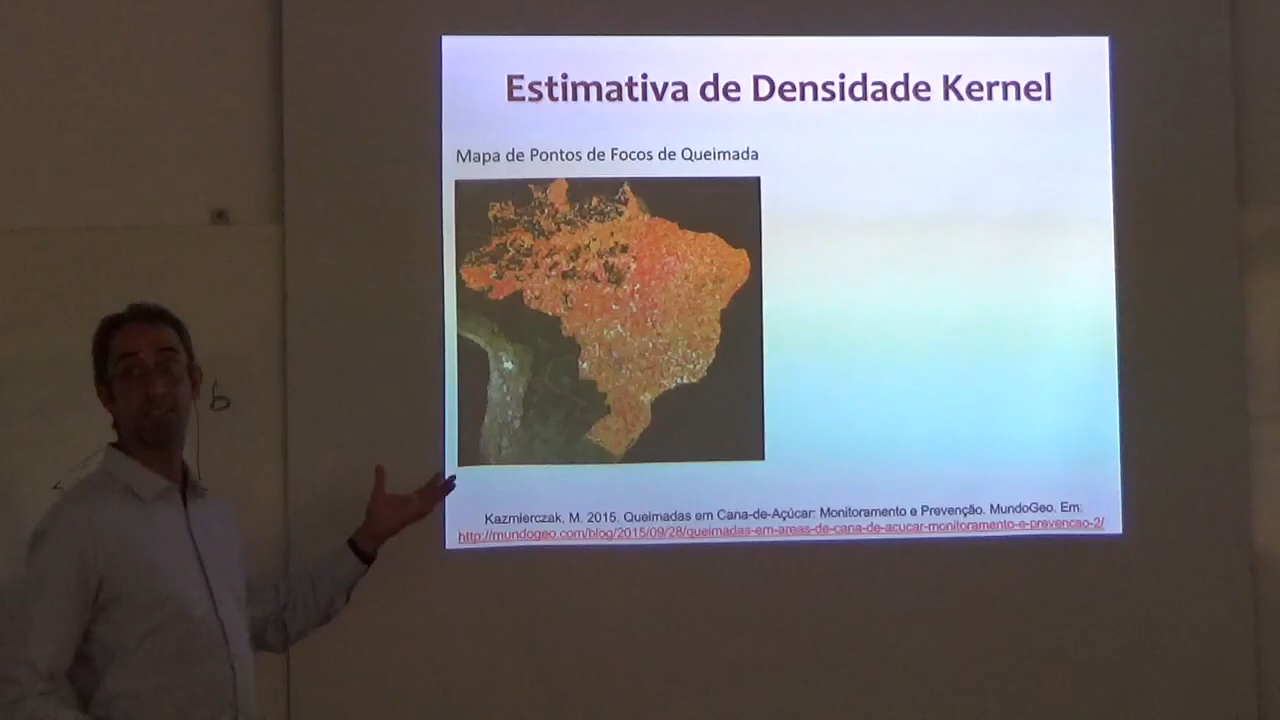 Estimativa de Densidade Kernel
Mapa de Pontos de Focos de Queimada
b
Kazmierczak, M. 2015. Queimadas em Cana-de-Açúcar: Monitoramento e Prevenção. MundoGeo. Em:
http://mundogeo.com/blog/2015/09/28/queimadas-em-areas-de-cana-de-acucar-monitoramento-e-prevencao-2/